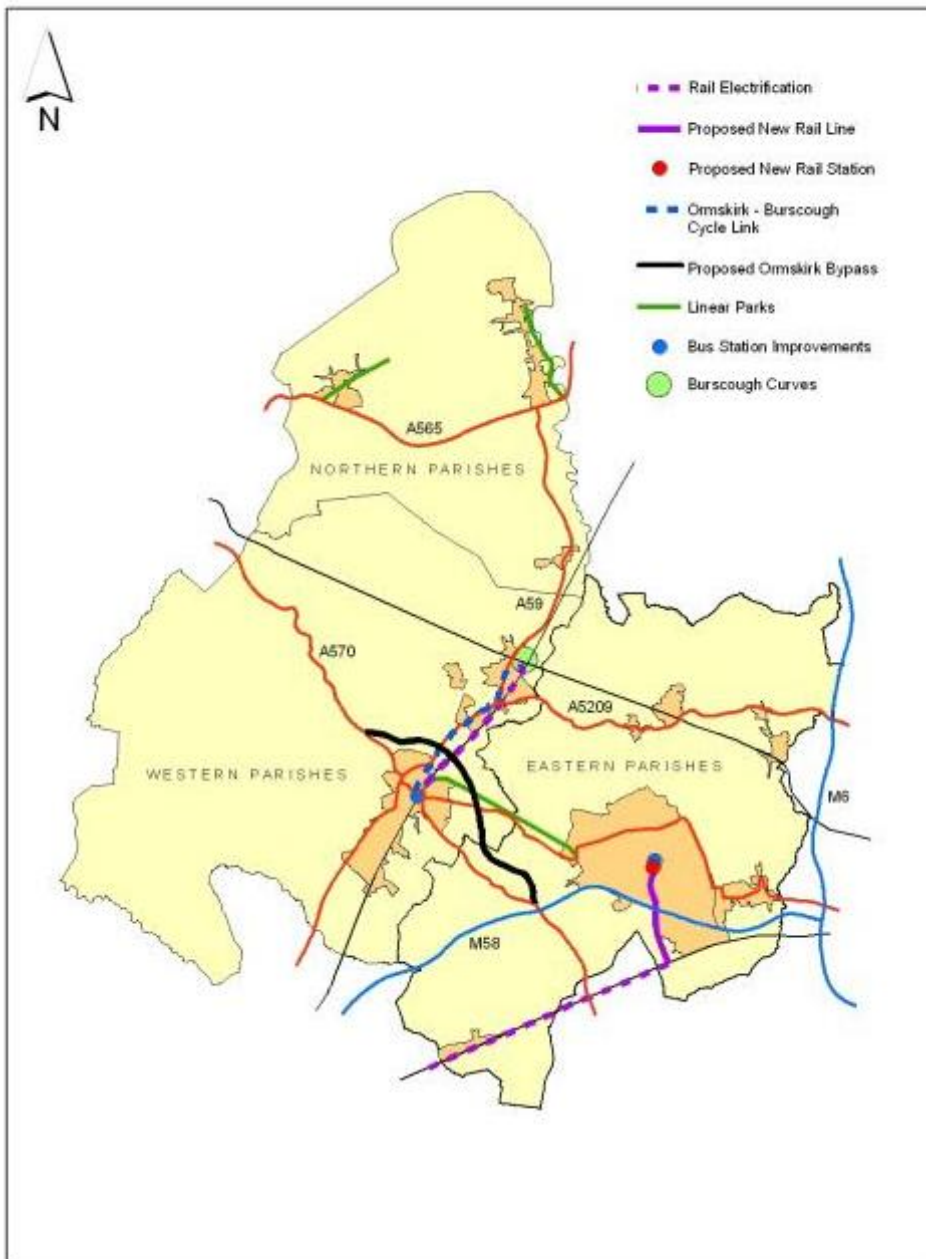 N
Rail Electrification
Proposed New Rail Line
Proposed New Rail Station
Ormskirk - Burscough
Cycle Link
Proposed Ormskirk Bypass
Linear Parks
Bus Station Improvements
Burscough Curves
A565
NORTHERN PARISHES
A59
A570
A5209
WESTERN PARISHES
EASTERN PARISHES
M6
M58